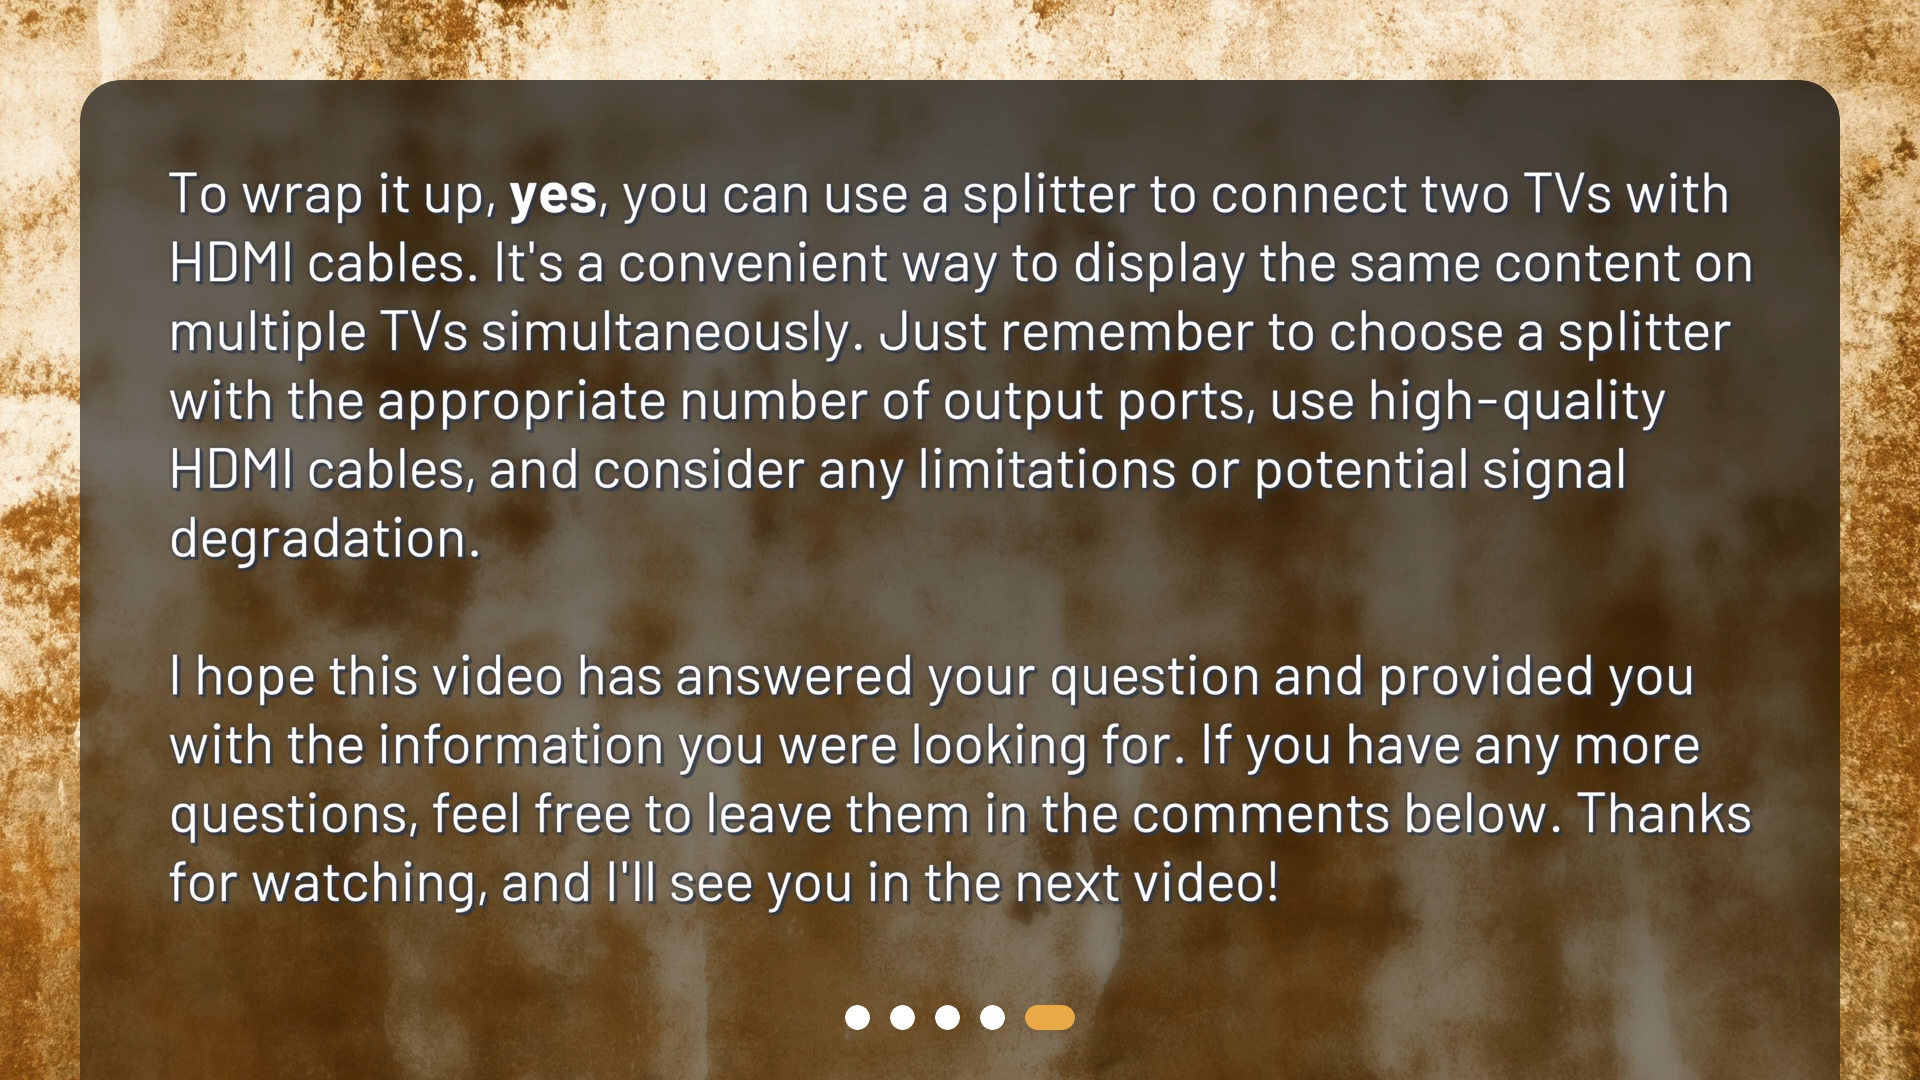 To wrap it up, yes, you can use a splitter to connect two TVs with
HDMI cables. It's a convenient way to display the same content on
multiple TVs simultaneously. Just remember to choose a splitter
with the appropriate number of output ports, use high-quality
HDMI cables, and consider any limitations or potential signal
degradation.
I hope this video has answered your question and provided you
with the information you were looking for. If you have any more
questions, feel free to leave them in the comments below. Thanks
for watching, and I'll see you in the next video!